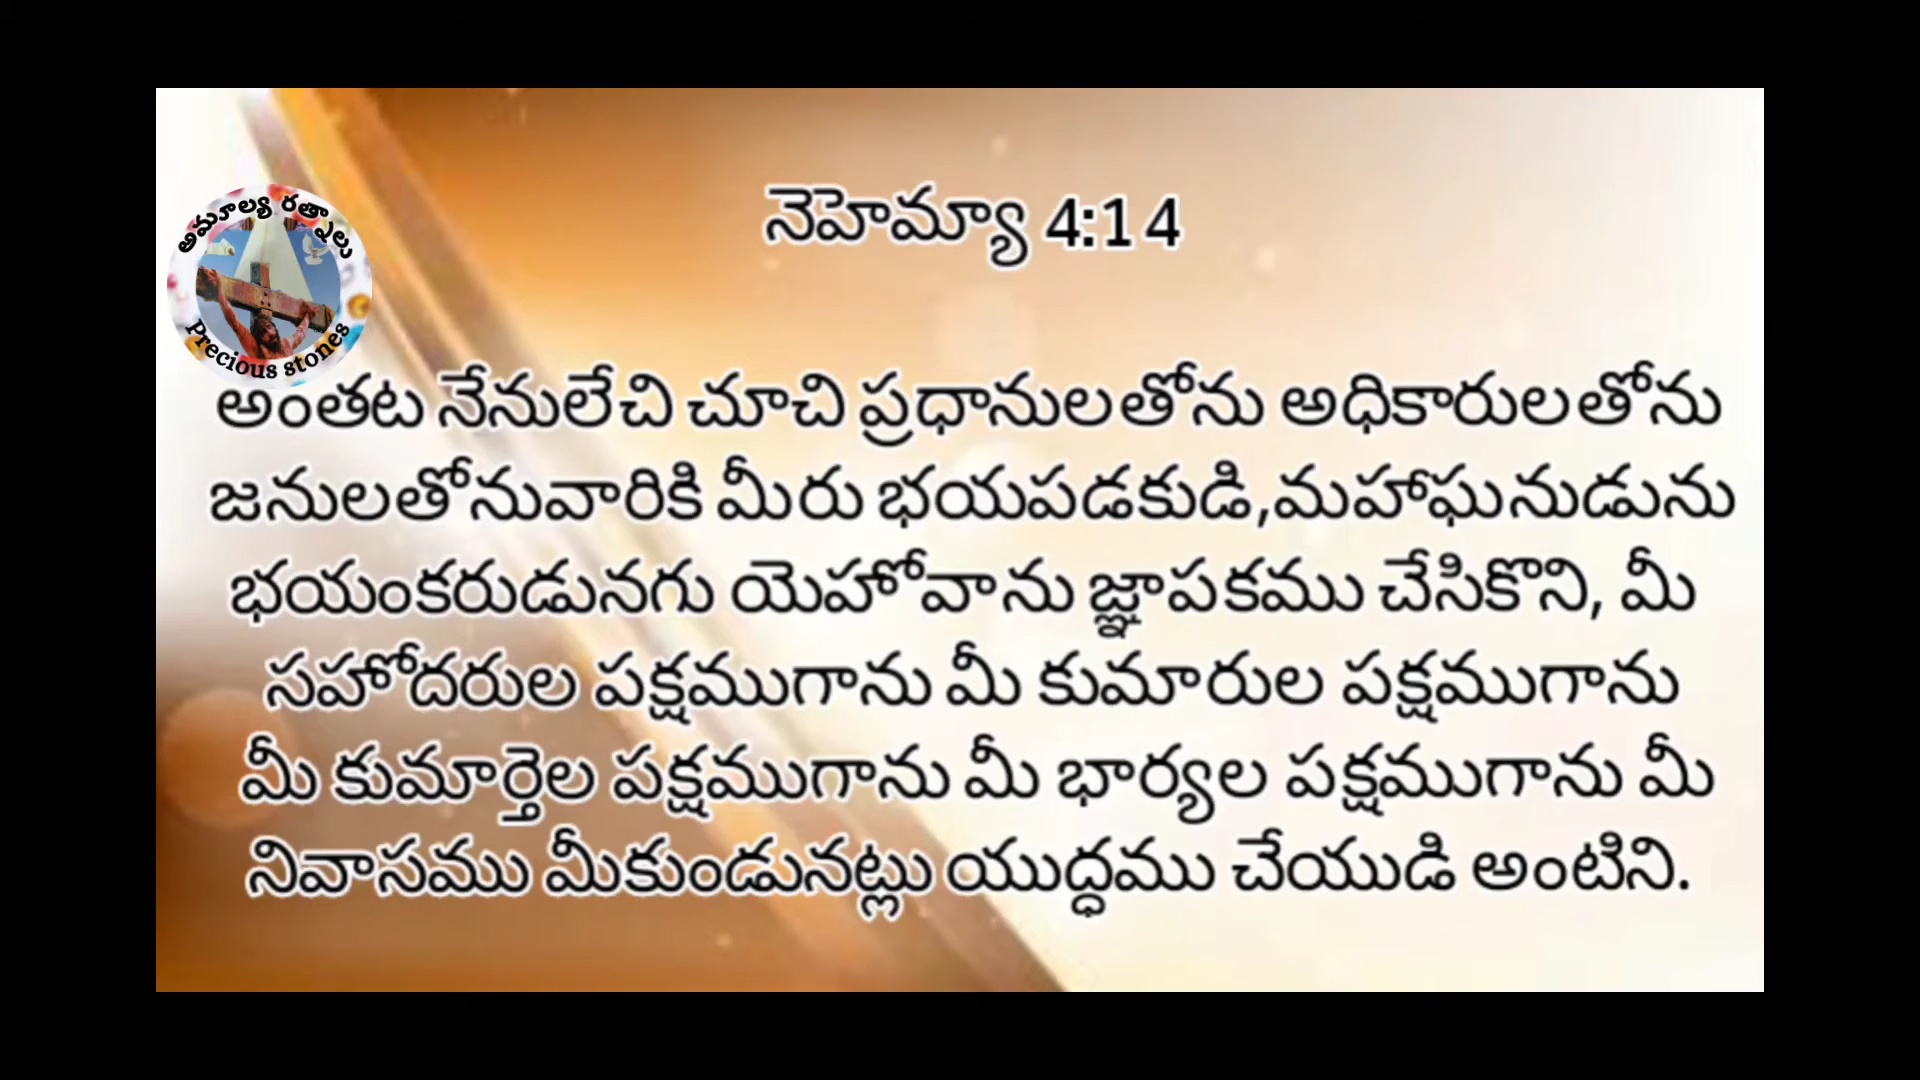 అమూల్య రత్నాలు
Precious stones
నెహెమ్యా 4:14
అంతట నేనులేచి చూచి ప్రధానులతోను అధికారులతోను
జనులతోనువారికి మీరు భయపడకుడి,మహాఘనుడును
భయంకరుడునగు యెహోవాను జ్ఞాపకము చేసికొని, మీ
సహోదరుల పక్షముగాను మీ కుమారుల పక్షముగాను
మీ కుమార్తెల పక్షముగాను మీ భార్యల పక్షముగాను మీ
నివాసము మీకుండునట్లు యుద్ధము చేయుడి అంటిని.